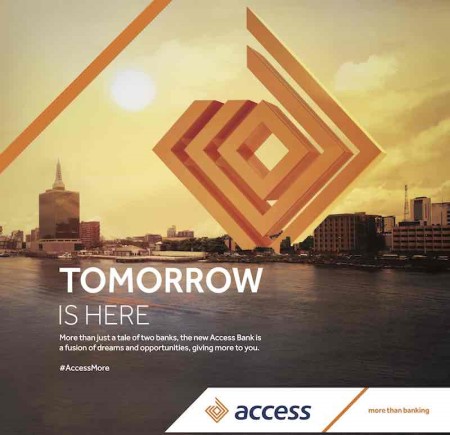 TOMORROW
IS HERE
More than just a tale of two banks, the new Access Bank is
a fusion of dreams and opportunities, giving more to you.
#AccessMore
access
more than banking